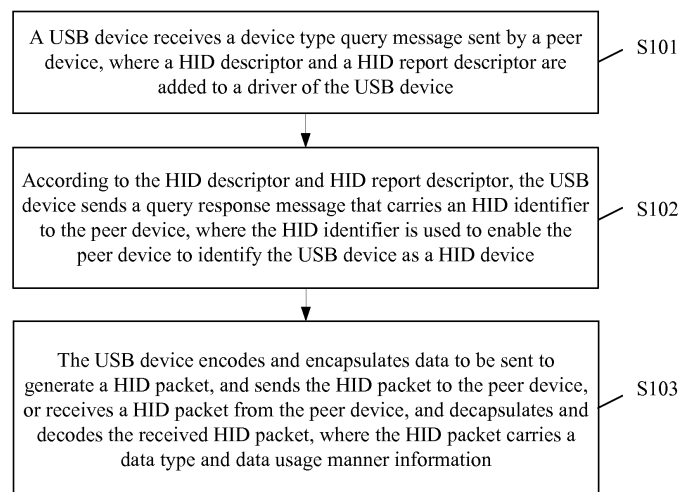 A USB device receives a device type query message sent by a peer
device, where a HID descriptor and a HID report descriptor are
added to a driver of the USB device
S101
According to the HID descriptor and HID report descriptor, the USB
device sends a query response message that carries an HID identifier
to the peer device, where the HID identifier is used to enable the
peer device to identify the USB device as a HID device
S102
The USB device encodes and encapsulates data to be sent to
generate a HID packet, and sends the HID packet to the peer device,
or receives a HID packet from the peer device, and decapsulates and
decodes the received HID packet, where the HID packet carries a
data type and data usage manner information
S103